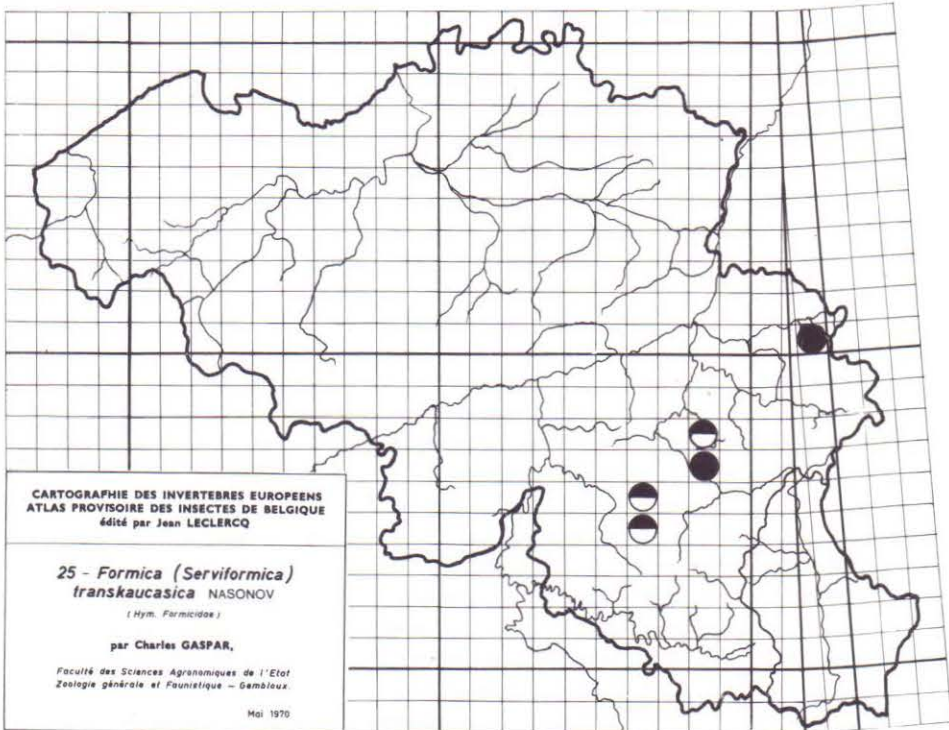 CARTOGRAPHIE DES INVERTEBRES EUROPEENS
ATLAS PROVISOIRE DES INSECTES DE BELGIQUE
édité par Jean LECLERCQ
25 - Formica (Serviformica)
transkaucasica NASONOV
(Hym. Formicidae)
par Charles GASPAR,
Faculté des Sciences Agronomiques de l'Etat
Zoologie générale et Faunistique - Gembloux.
Mai 1970